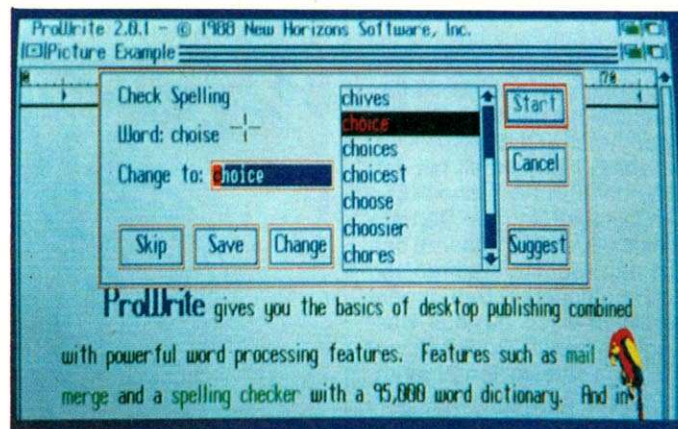 ProWrite 2.0.1 - © 1988 New Horizons Software, Inc.
Picture Example
Check Spelling
Word: choise
Change to: choice
Skip
Save
Change
chives
choice
choices
choicest
choose
choosier
chores
Start
Cancel
Suggest
ProWrite gives you the basics of desktop publishing combined
with powerful word processing features. Features such as mail
merge and a spelling checker with a 95,000 word dictionary. And in